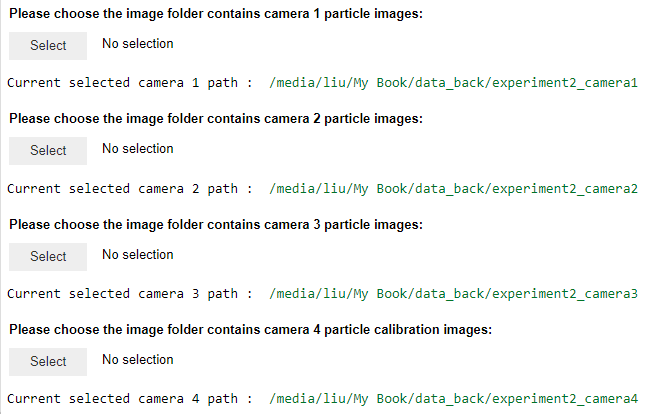 Please choose the image folder contains camera 1 particle images:
Select No selection
Current selected camera 1 path : /media/liu/My Book/data_back/experiment2_camera1
Please choose the image folder contains camera 2 particle images:
Select No selection
Current selected camera 2 path : /media/liu/My Book/data_back/experiment2_camera2
Please choose the image folder contains camera 3 particle images:
Select No selection
Current selected camera 3 path : /media/liu/My Book/data_back/experiment2_camera3
Please choose the image folder contains camera 4 particle calibration images:
Select No selection
Current selected camera 4 path : /media/liu/My Book/data_back/experiment2_camera4